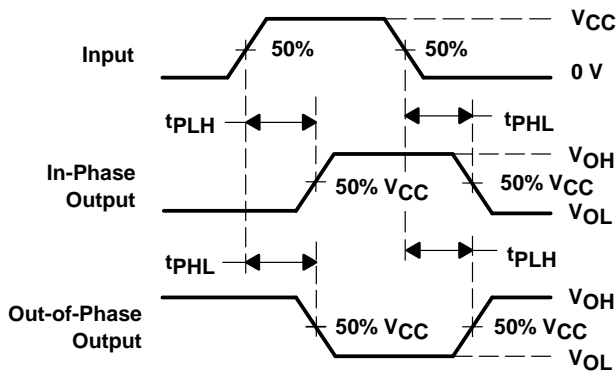 Input
50%
50%
VCC
0 V
tPLH
tPHL
In-Phase
Output
50% VCC
50% VCC
VOH
VOL
tPHL
tPLH
Out-of-Phase
Output
50% VCC
50% VCC
VOH
VOL